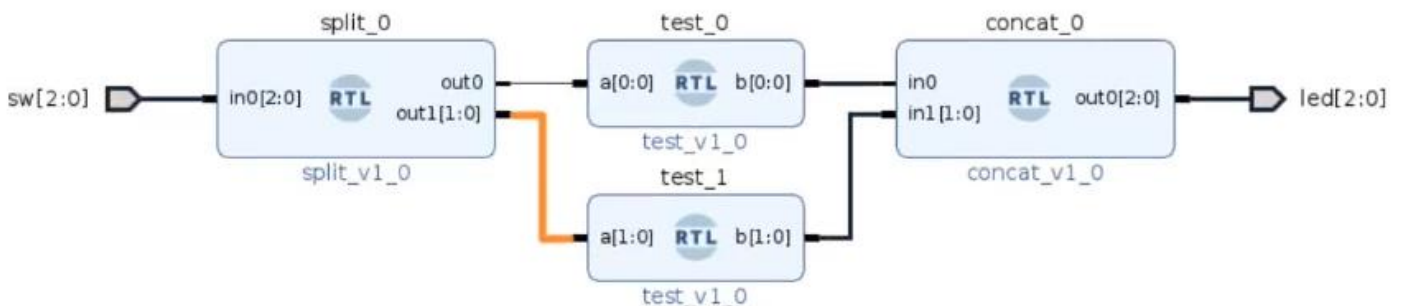 split_0
test_0
concat_0
sw[2:0]
in0[2:0]
RTL
out0
out1[1:0]
a[0:0]
RTL
b[0:0]
in0
in1[1:0]
RTL
out0[2:0]
led[2:0]
split_v1_0
test_v1_0
concat_v1_0
test_1
a[1:0]
RTL
b[1:0]
test_v1_0